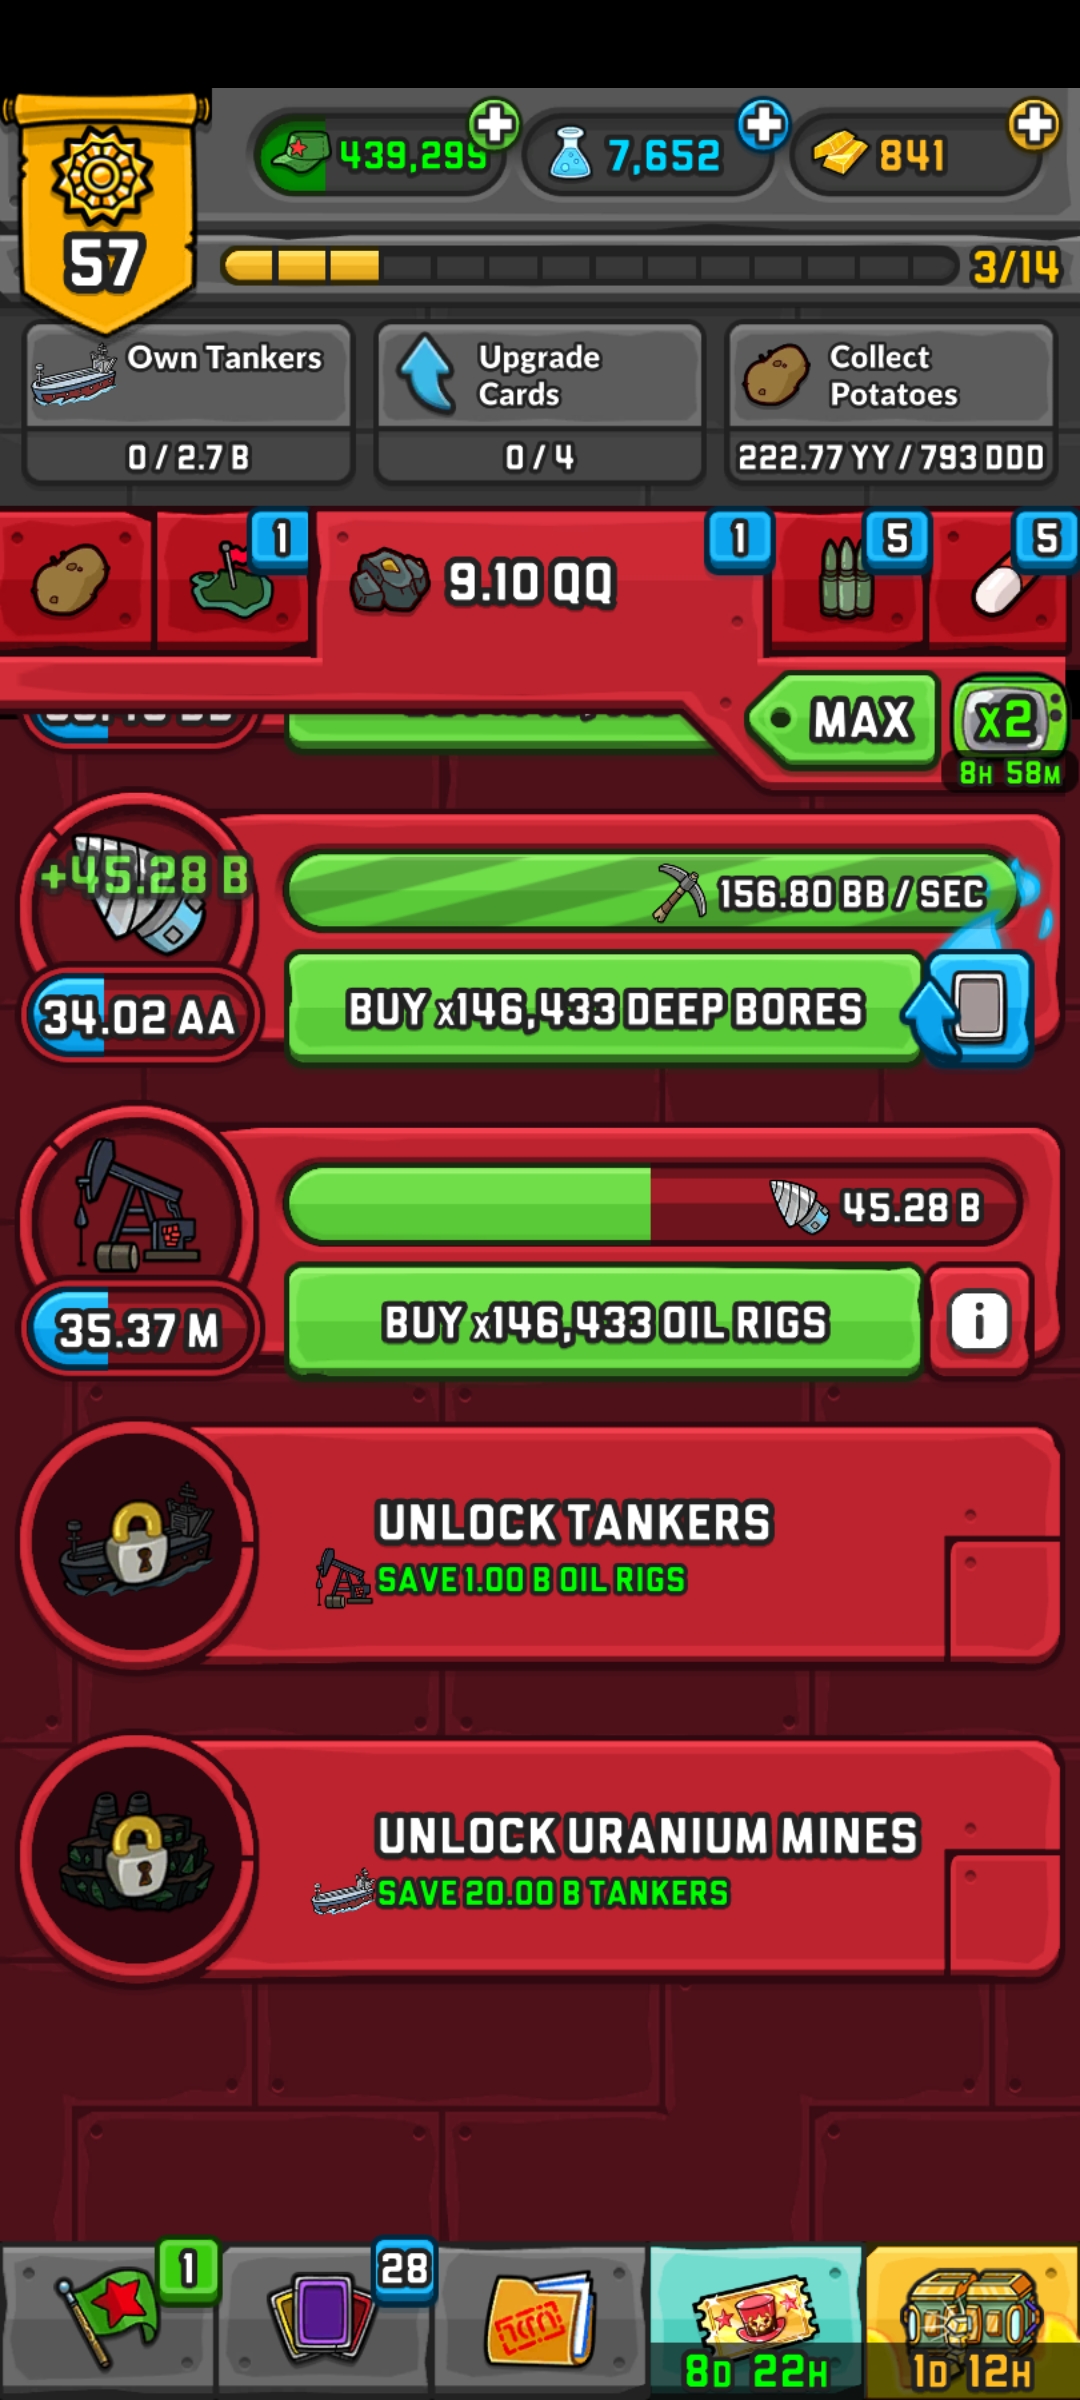 439,299
7,652
841
57
3/14
Own Tankers
0 / 2.7 B
Upgrade
Cards
0 / 4
Collect
Potatoes
222.77 YY / 793 DDD
1
9.10 QQ
1
5
5
MAX
x2
8H 58M
+45.28 B
156.80 BB / SEC
34.02 AA
BUY x146,433 DEEP BORES
45.28 B
35.37 M
BUY x146,433 OIL RIGS
i
UNLOCK TANKERS
SAVE 1.00 B OIL RIGS
UNLOCK URANIUM MINES
SAVE 20.00 B TANKERS
1
28
8D 22H
1D 12H